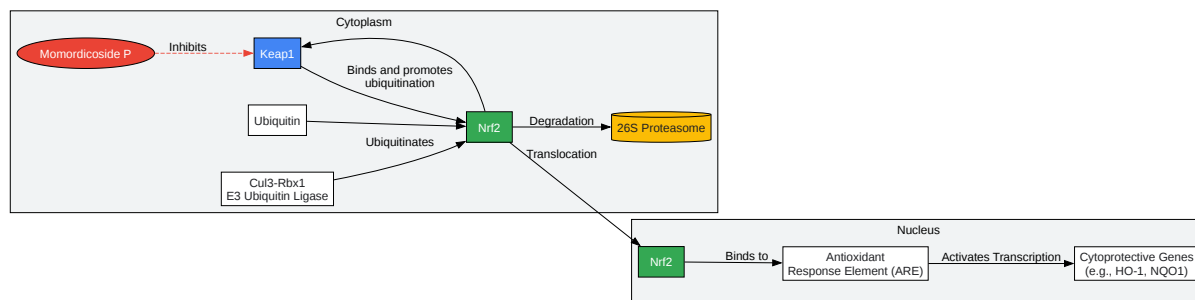 Cytoplasm
Momordicoside P
Inhibits
Keap1
Binds and promotes
ubiquitination
Ubiquitin
Nrf2
Degradation
26S Proteasome
Ubiquitinates
Translocation
Cul3-Rbx1
E3 Ubiquitin Ligase
Nucleus
Nrf2
Binds to
Antioxidant
Response Element (ARE)
Activates Transcription
Cytoprotective Genes
(e.g., HO-1, NQO1)